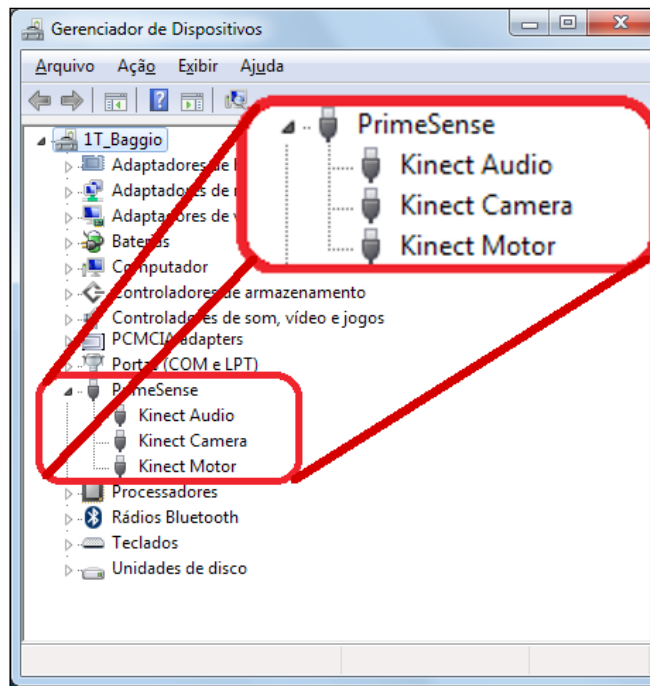 Gerenciador de Dispositivos
Arquivo Ação Exibir Ajuda
1T_Baggio
Adaptadores de
Adaptadores de
Adaptadores de
Baterias
Computador
Controladores de armazenamento
Controladores de som, vídeo e jogos
PCMCIA adapters
Portas (COM e LPT)
PrimeSense
Kinect Audio
Kinect Camera
Kinect Motor
Processadores
Rádios Bluetooth
Teclados
Unidades de disco
PrimeSense
Kinect Audio
Kinect Camera
Kinect Motor